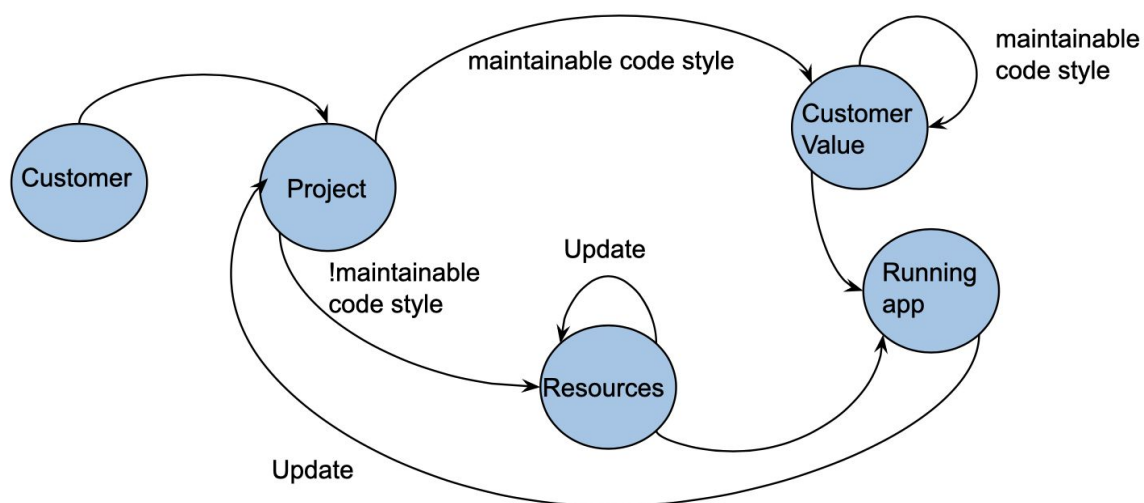 maintainable code style
maintainable
code style
Customer
Value
Customer
Project
!maintainable
code style
Update
Running
app
Resources
Update